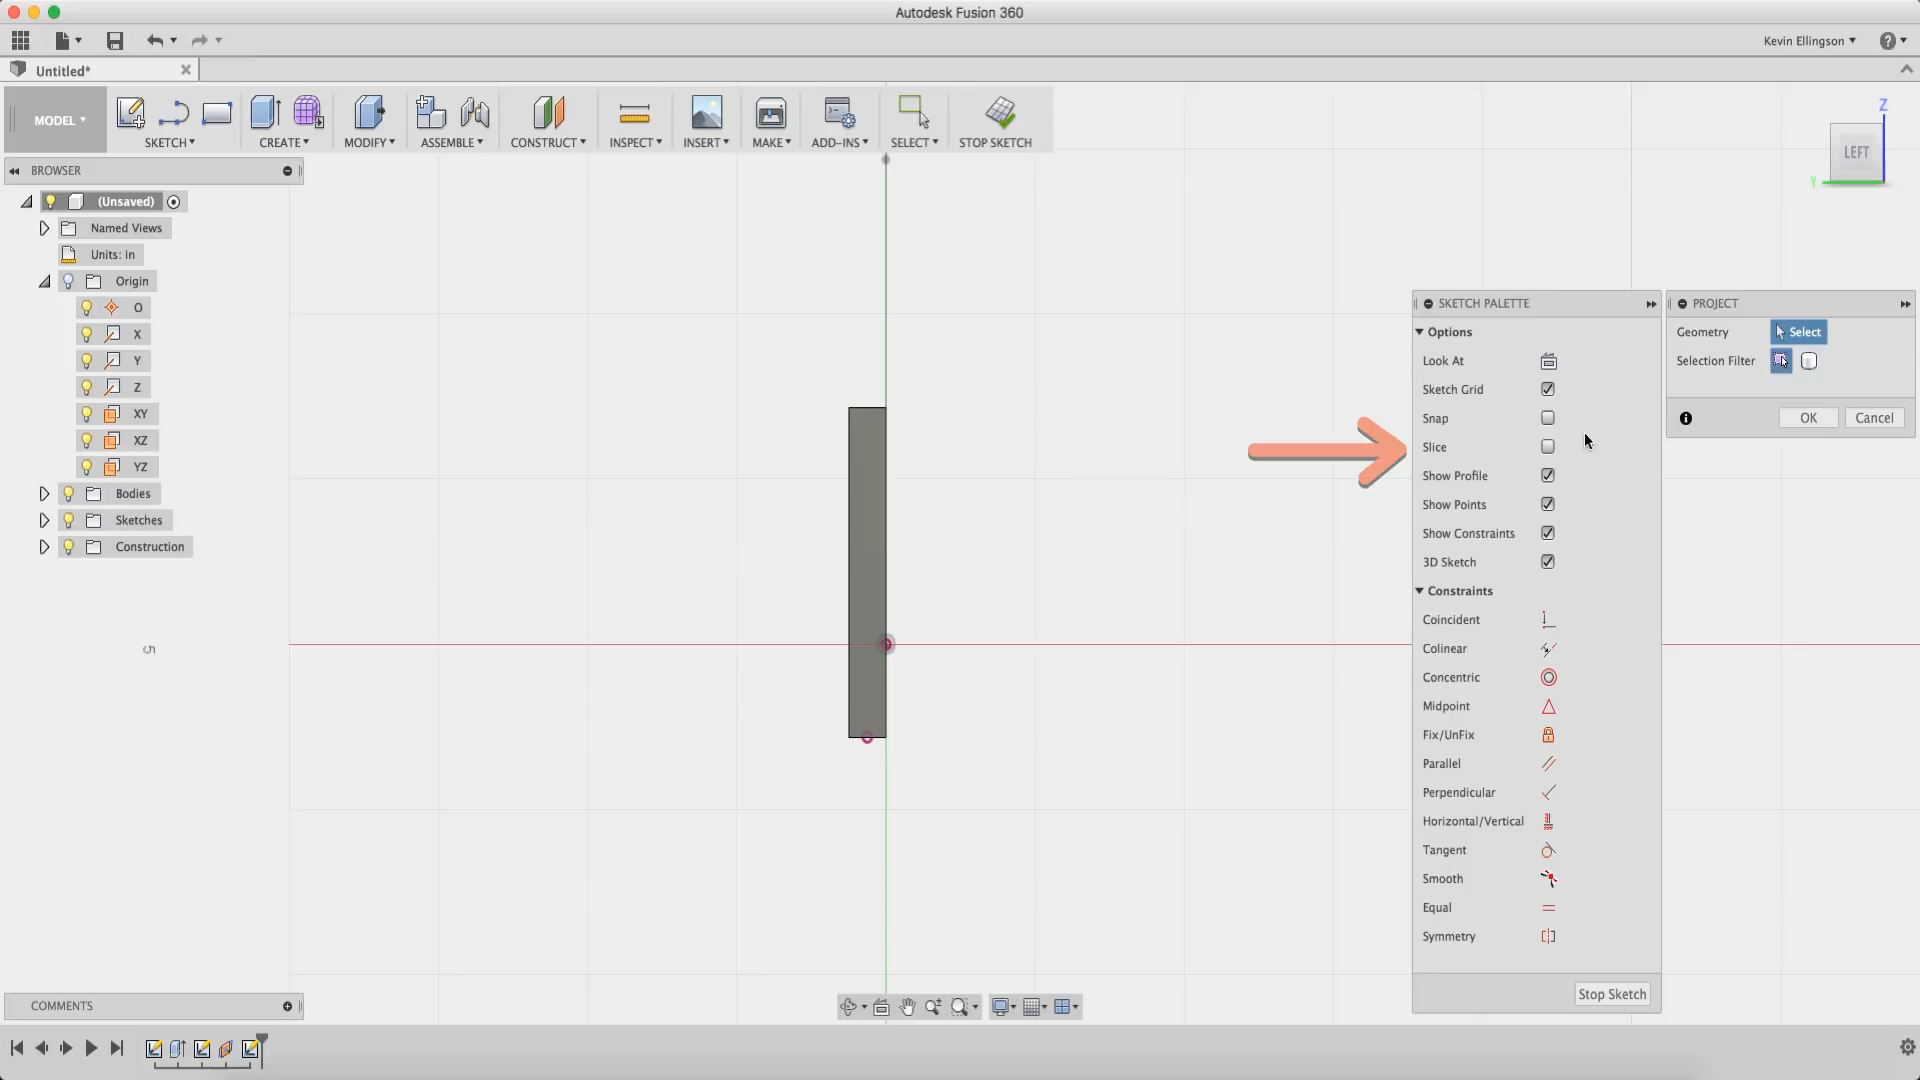 Autodesk Fusion 360
Kevin Ellingson
Untitled*
MODEL
SKETCH
CREATE
MODIFY
ASSEMBLE
CONSTRUCT
INSPECT
INSERT
MAKE
ADD-INS
SELECT
STOP SKETCH
Z
LEFT
Y
BROWSER
(Unsaved)
Named Views
Units: in
Origin
O
X
Y
Z
XY
XZ
YZ
Bodies
Sketches
Construction
5
SKETCH PALETTE
Options
Look At
Sketch Grid
Snap
Slice
Show Profile
Show Points
Show Constraints
3D Sketch
Constraints
Coincident
Colinear
Concentric
Midpoint
Fix/UnFix
Parallel
Perpendicular
Horizontal/Vertical
Tangent
Smooth
Equal
Symmetry
Stop Sketch
PROJECT
Geometry Select
Selection Filter
OK Cancel
COMMENTS